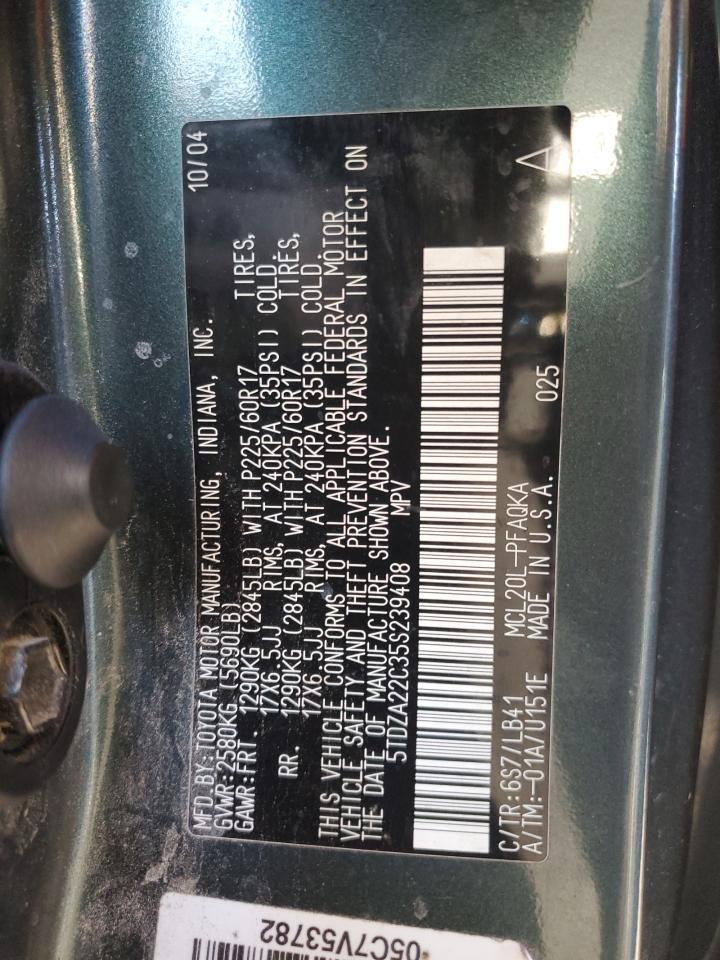 MFD.BY:TOYOTA MOTOR MANUFACTURING, INDIANA, INC. 10/04
GVWR:2580KG (5690LB)
GAWR:FRT. 1290KG (2845LB) WITH P225/60R17 TIRES,
17X6.5JJ RIMS, AT 240KPA (35PSI) COLD.
RR. 1290KG (2845LB) WITH P225/60R17 TIRES,
17X6.5JJ RIMS, AT 240KPA (35PSI) COLD.
THIS VEHICLE CONFORMS TO ALL APPLICABLE FEDERAL MOTOR
VEHICLE SAFETY AND THEFT PREVENTION STANDARDS IN EFFECT ON
THE DATE OF MANUFACTURE SHOWN ABOVE.
5TDZA22C35S239408 MPV
C/TR:6S7/LB41 MCL20L-PFAQKA 025
A/TM:-01A/U151E MADE IN U.S.A. A
05C7V53782